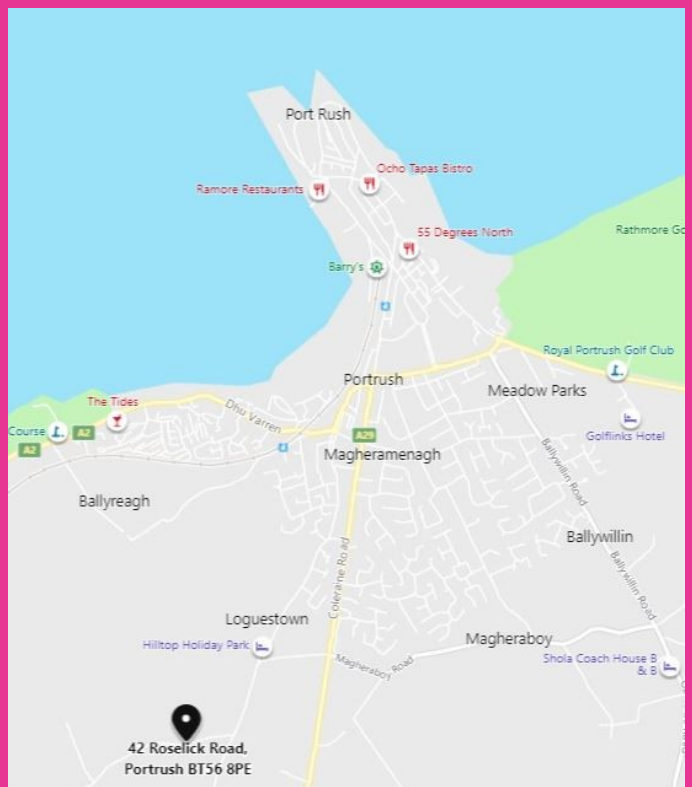 Port Rush
Ocho Tapas Bistro
Ramore Restaurants
55 Degrees North
Rathmore Go
Barry's
Royal Portrush Golf Club
Portrush
Meadow Parks
The Tides
Dhu Varren
Course
A2
A2
A29
Golflinks Hotel
Magheramenagh
Ballywillin Road
Ballyreagh
Ballywillin
Coleraine Road
Ballywillin Road
Loguestown
Magheraboy
Hilltop Holiday Park
Magheraboy Road
Shola Coach House B
& B
42 Roselick Road,
Portrush BT56 8PE